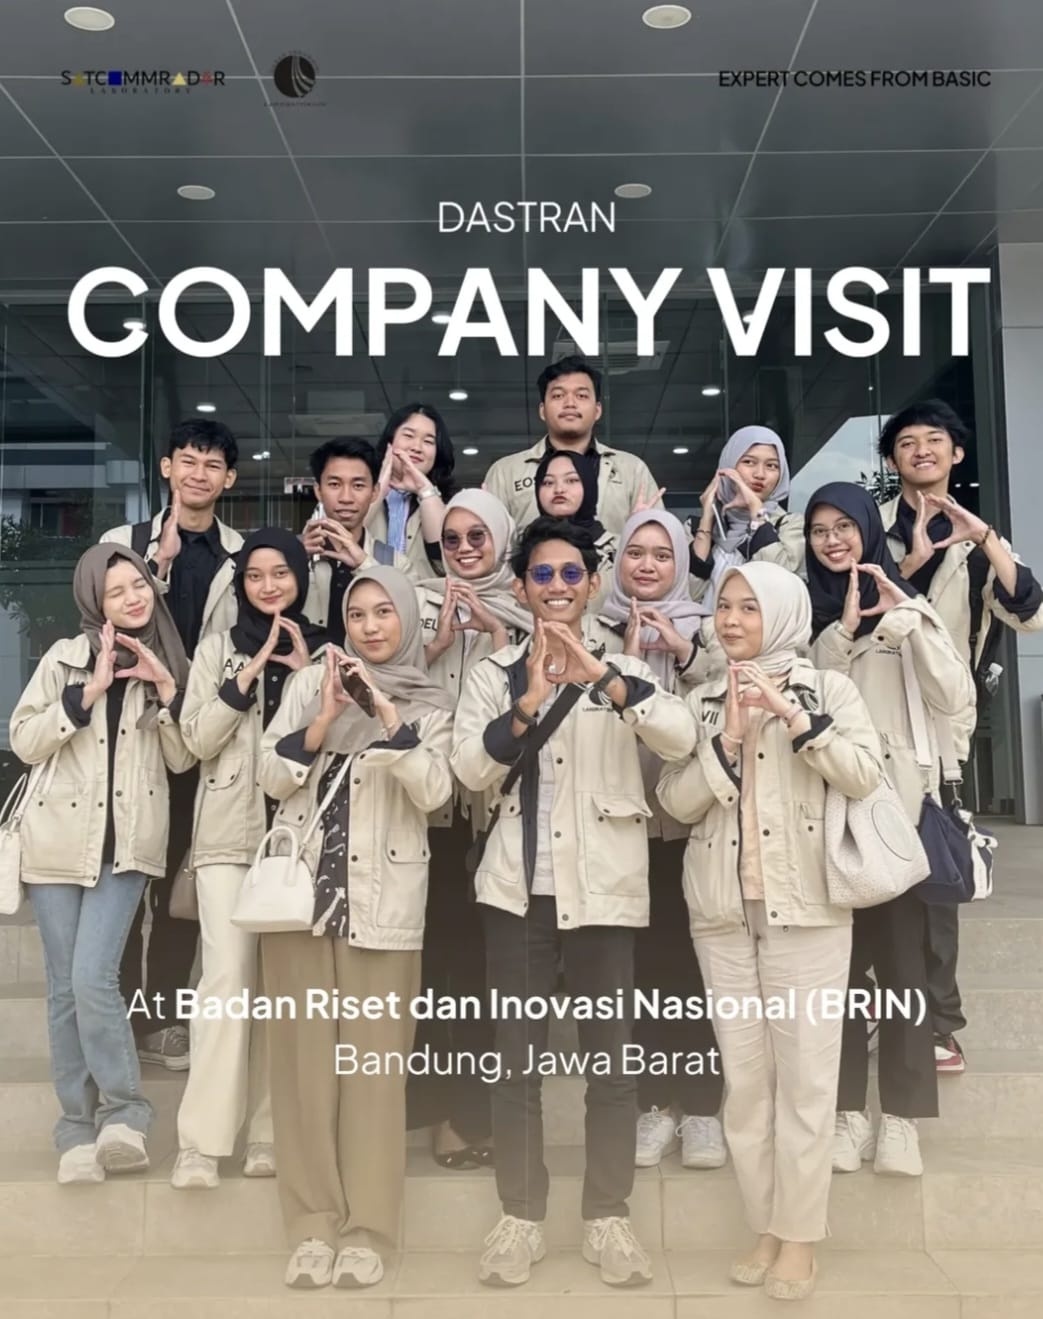 SATCOMMRADAR
LABORATORY
EXPERT COMES FROM BASIC
DASTRAN
COMPANY VISIT
At Badan Riset dan Inovasi Nasional (BRIN)
Bandung, Jawa Barat